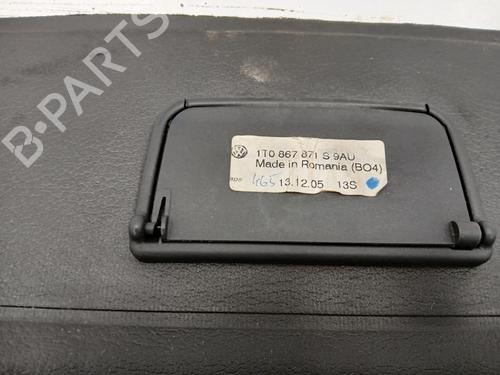 B-PARTS
1T0 867 871 S 9AU
Made in Romania (BO4)
465 13.12.05 13S